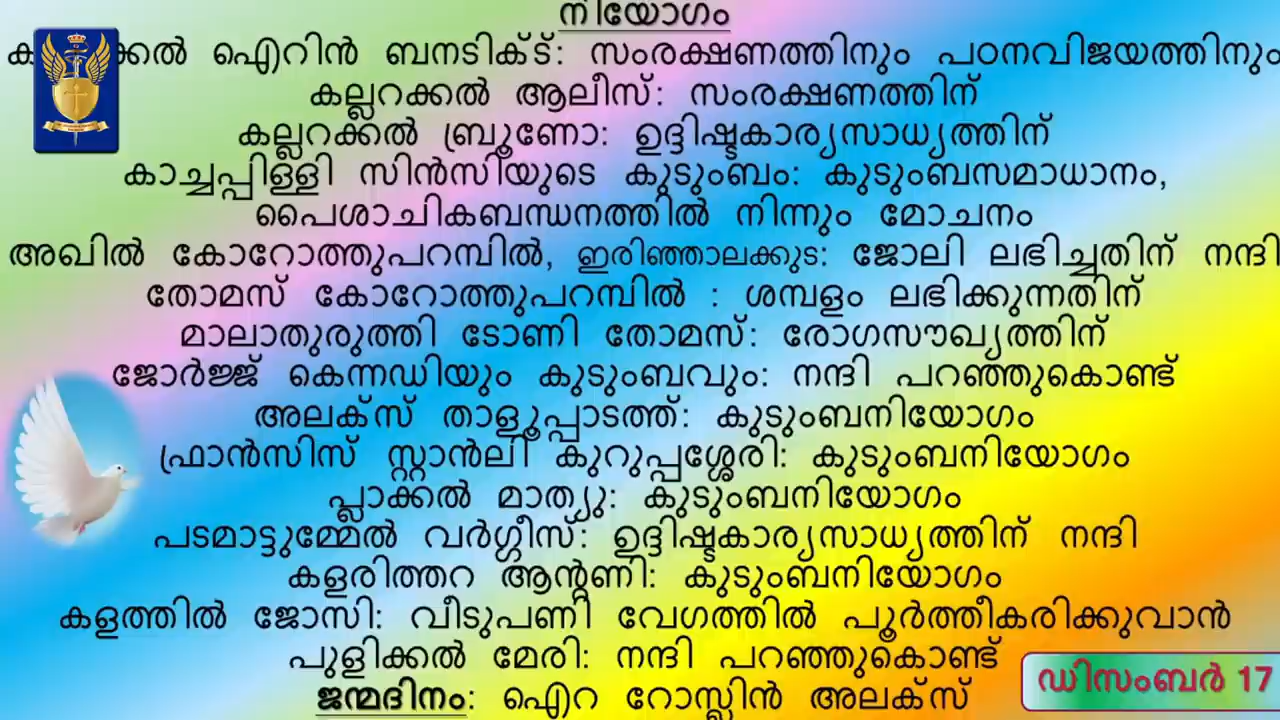 നിയോഗം
ഐറിൻ ബനടിക്ട്: സംരക്ഷണത്തിനും പഠനവിജയത്തിനും
കല്ലറക്കൽ ആലീസ്: സംരക്ഷണത്തിന്
കല്ലറക്കൽ ബ്രൂണോ: ഉദ്ദിഷ്ടകാര്യസാധ്യത്തിന്
കാച്ചപ്പിള്ളി സിൻസിയുടെ കുടുംബം: കുടുംബസമാധാനം,
പൈശാചികബന്ധനത്തിൽ നിന്നും മോചനം
അഖിൽ കോറോത്തുപറമ്പിൽ, ഇരിഞ്ഞാലക്കുട: ജോലി ലഭിച്ചതിന് നന്ദി
തോമസ് കോറോത്തുപറമ്പിൽ : ശമ്പളം ലഭിക്കുന്നതിന്
മാലാതുരുത്തി ടോണി തോമസ്: രോഗസൗഖ്യത്തിന്
ജോർജ്ജ് കെന്നഡിയും കുടുംബവും: നന്ദി പറഞ്ഞുകൊണ്ട്
അലക്സ് താളൂപ്പാടത്ത്: കുടുംബനിയോഗം
ഫ്രാൻസിസ് സ്റ്റാൻലി കുറുപ്പശ്ശേരി: കുടുംബനിയോഗം
പ്ലാക്കൽ മാത്യു: കുടുംബനിയോഗം
പടമാട്ടുമ്മേൽ വർഗ്ഗീസ്: ഉദ്ദിഷ്ടകാര്യസാധ്യത്തിന് നന്ദി
കളരിത്തറ ആന്റണി: കുടുംബനിയോഗം
കളത്തിൽ ജോസി: വീടുപണി വേഗത്തിൽ പൂർത്തീകരിക്കുവാൻ
പുളിക്കൽ മേരി: നന്ദി പറഞ്ഞുകൊണ്ട്
ജന്മദിനം: ഐറ റോസ്ലിൻ അലക്സ്
ഡിസംബർ 17